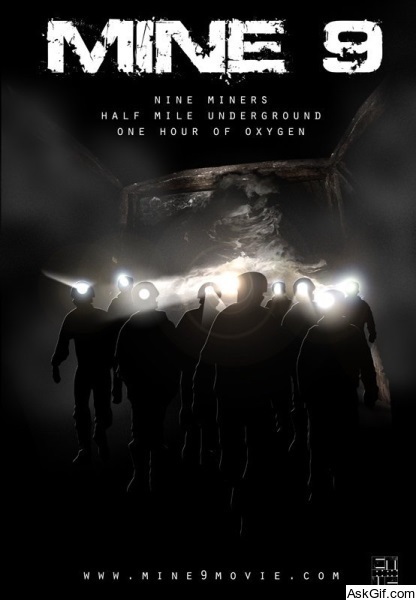 MINE 9
NINE MINERS
HALF MILE UNDERGROUND
ONE HOUR OF OXYGEN
WWW.MINE9MOVIE.COM
AskGif.com